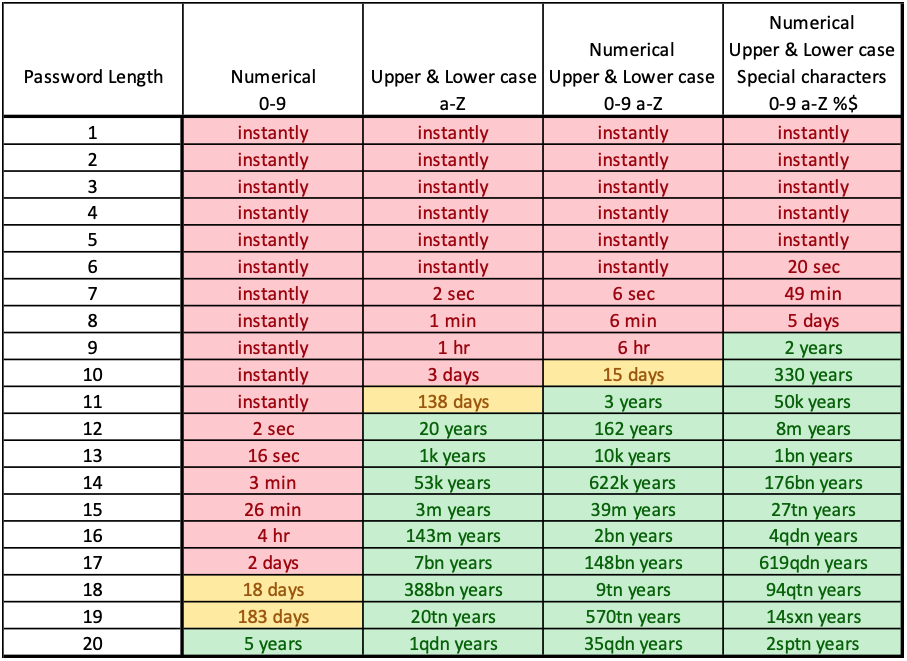 Password Length Numerical 0-9 Upper & Lower case a-Z Numerical Upper & Lower case 0-9 a-Z Numerical Upper & Lower case Special characters 0-9 a-Z %$
1 instantly instantly instantly instantly
2 instantly instantly instantly instantly
3 instantly instantly instantly instantly
4 instantly instantly instantly instantly
5 instantly instantly instantly instantly
6 instantly instantly instantly 20 sec
7 instantly 2 sec 6 sec 49 min
8 instantly 1 min 6 min 5 days
9 instantly 1 hr 6 hr 2 years
10 instantly 3 days 15 days 330 years
11 instantly 138 days 3 years 50k years
12 2 sec 20 years 162 years 8m years
13 16 sec 1k years 10k years 1bn years
14 3 min 53k years 622k years 176bn years
15 26 min 3m years 39m years 27tn years
16 4 hr 143m years 2bn years 4qdn years
17 2 days 7bn years 148bn years 619qdn years
18 18 days 388bn years 9tn years 94qtn years
19 183 days 20tn years 570tn years 14sxn years
20 5 years 1qdn years 35qdn years 2sptn years